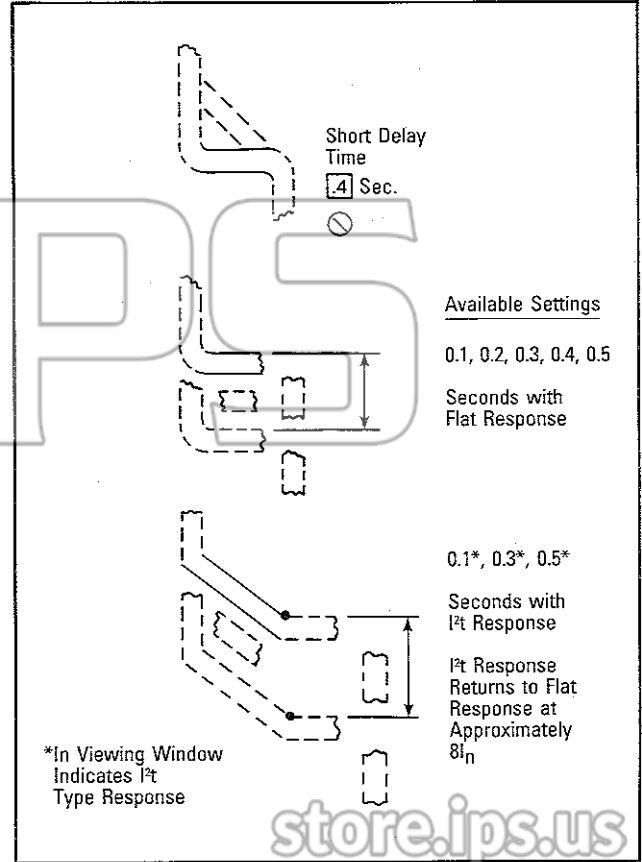 Short Delay
Time
.4 Sec.
Available Settings
0.1, 0.2, 0.3, 0.4, 0.5
Seconds with
Flat Response
0.1*, 0.3*, 0.5*
Seconds with
I²t Response
I²t Response
Returns to Flat
Response at
Approximately
8Iₙ
*In Viewing Window
Indicates I²t
Type Response
PS
store.ips.us